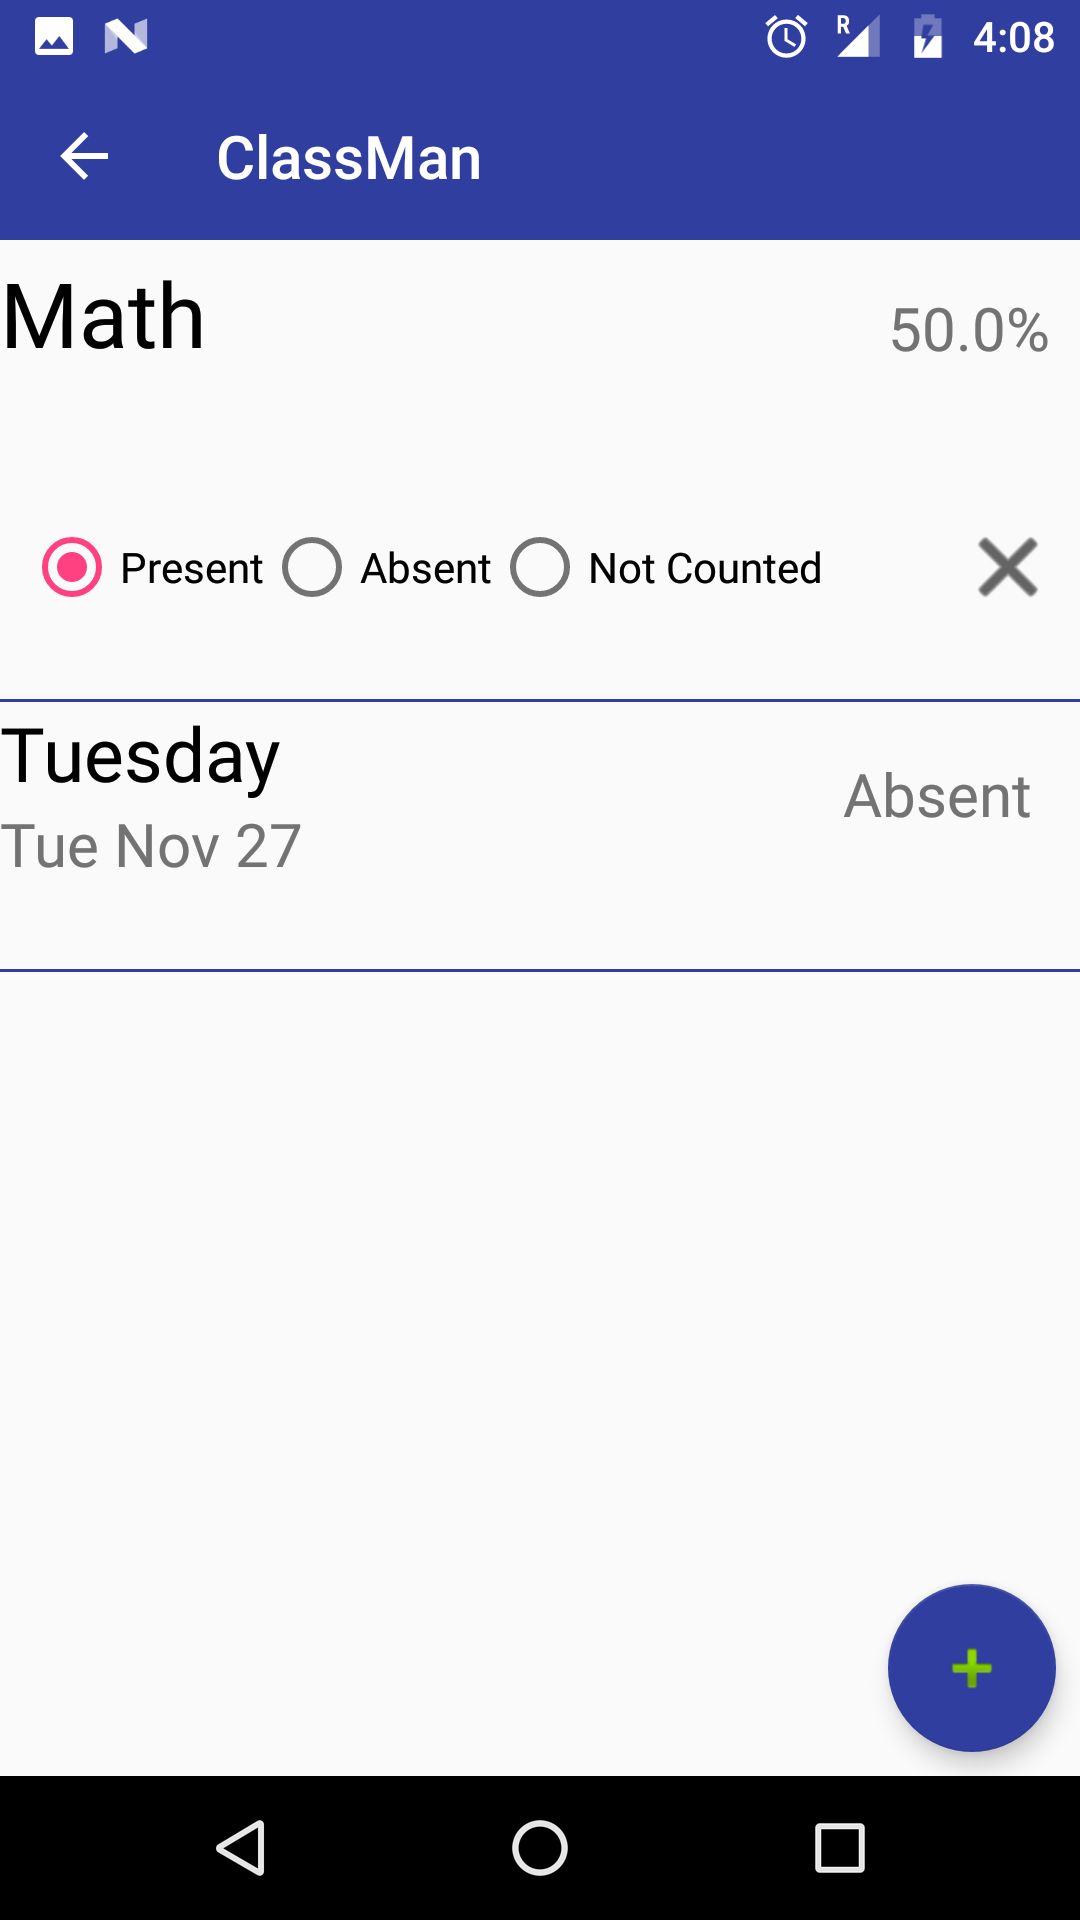 R 4:08
ClassMan
Math
50.0%
Present Absent Not Counted
Tuesday
Absent
Tue Nov 27